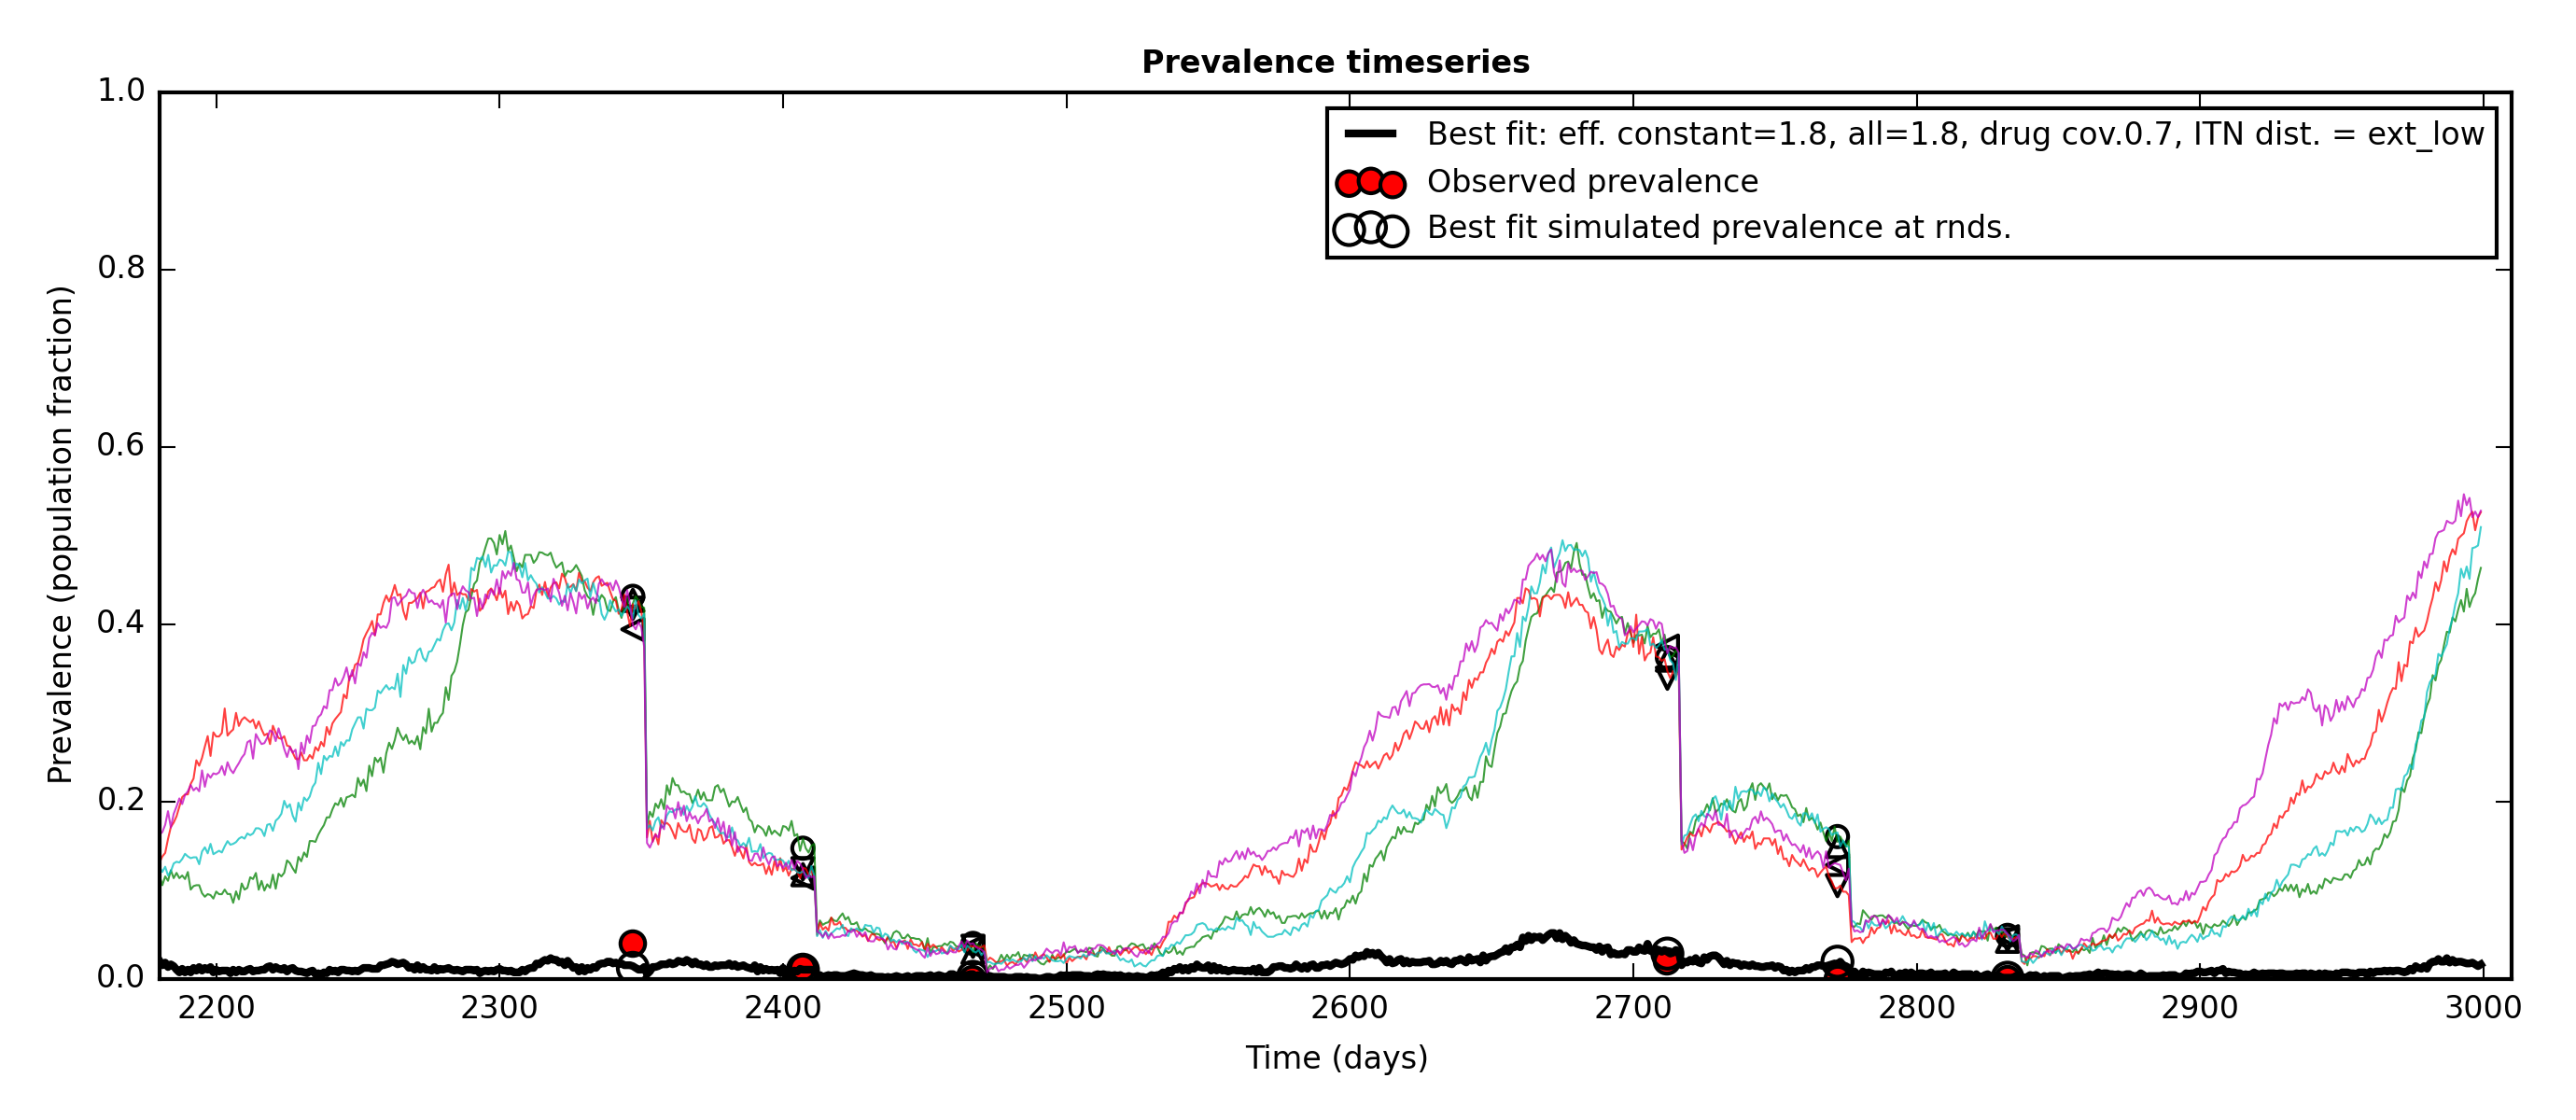 Prevalence timeseries
1.0
0.8
0.6
0.4
0.2
0.0
Prevalence (population fraction)
Best fit: eff. constant=1.8, all=1.8, drug cov.0.7, ITN dist. = ext_low
Observed prevalence
Best fit simulated prevalence at rnds.
2200 2300 2400 2500 2600 2700 2800 2900 3000
Time (days)